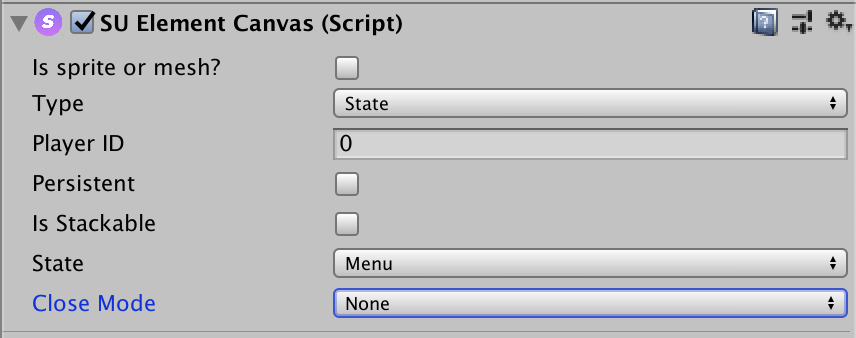 S SU Element Canvas (Script) ?
Is sprite or mesh?
Type State
Player ID 0
Persistent
Is Stackable
State Menu
Close Mode None